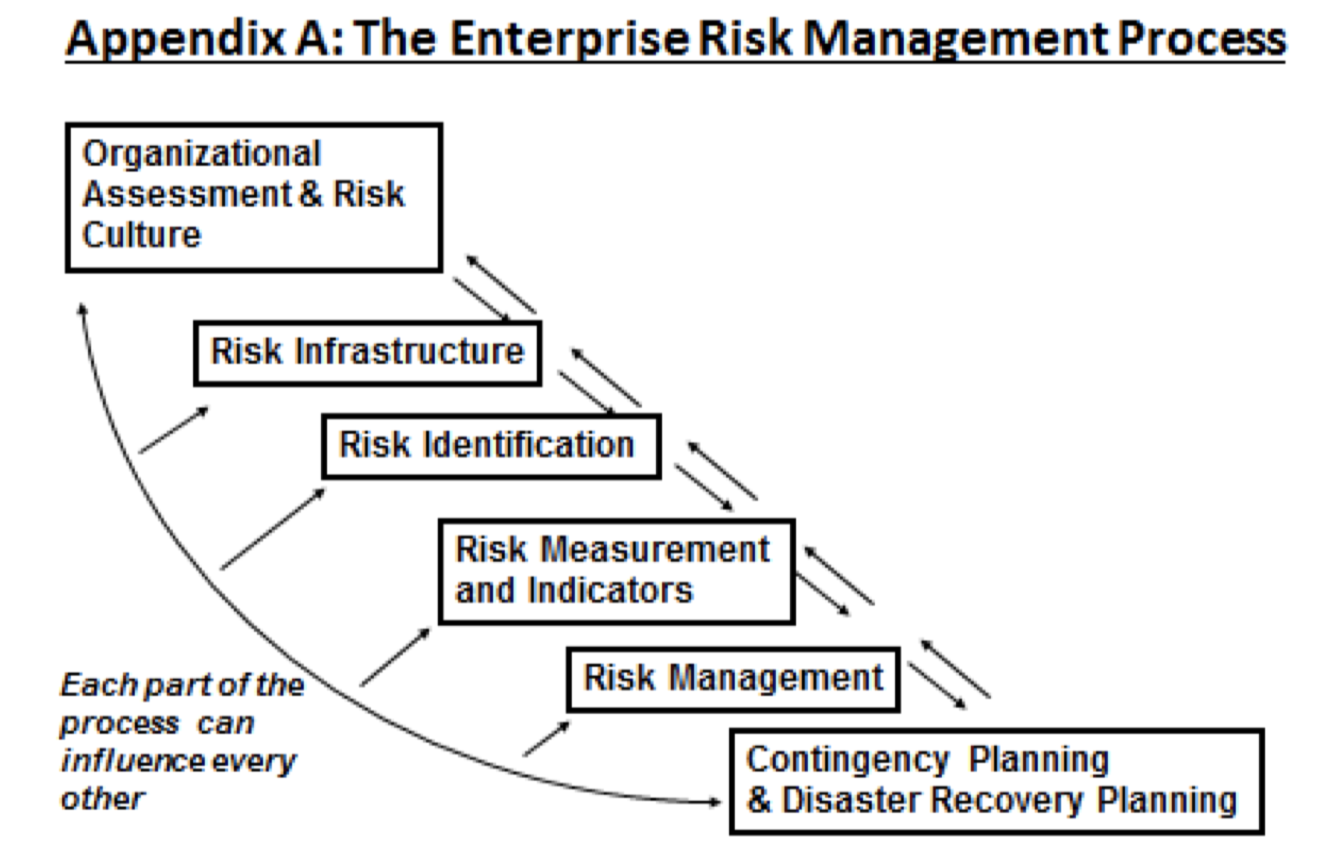 Appendix A: The Enterprise Risk Management Process
Organizational
Assessment & Risk
Culture
Risk Infrastructure
Risk Identification
Risk Measurement
and Indicators
Risk Management
Each part of the
process can
influence every
other
Contingency Planning
& Disaster Recovery Planning